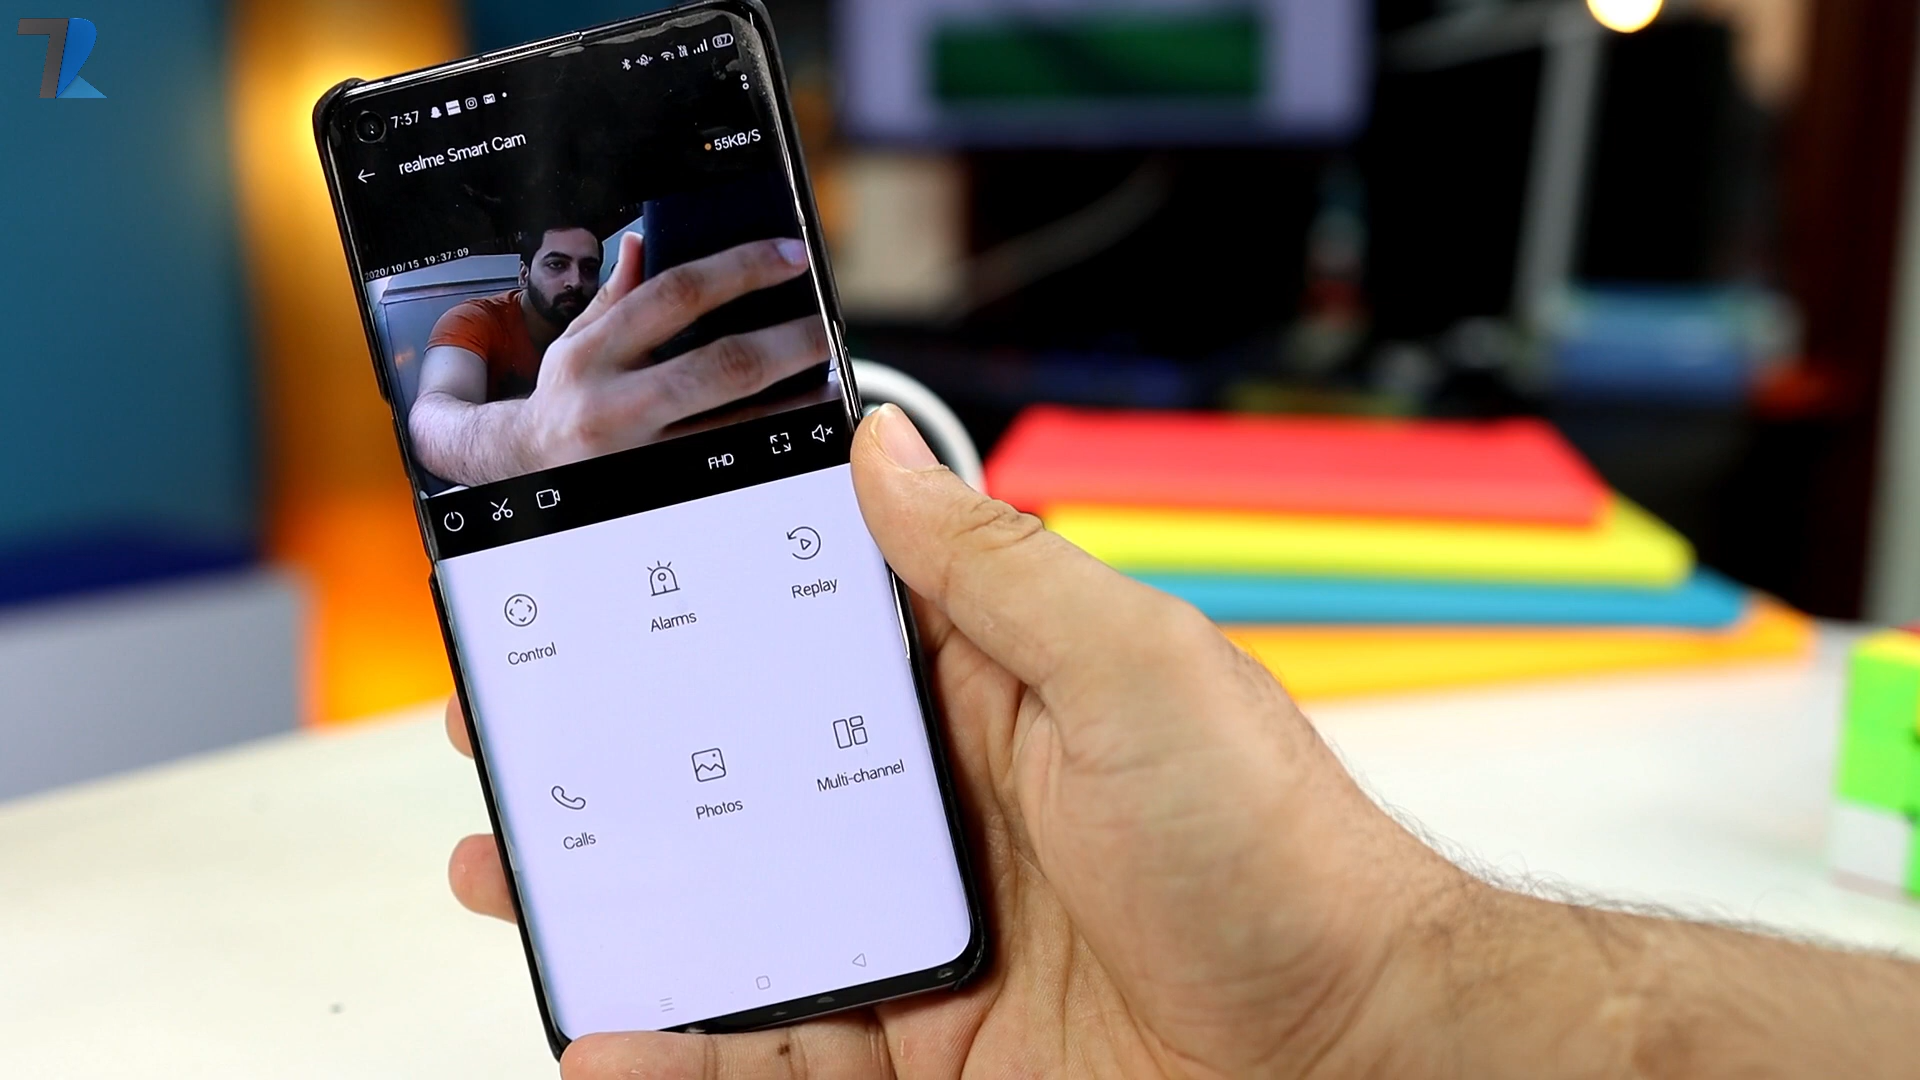 7:37
87
realme Smart Cam
55KB/S
2020/10/15 19:37:09
FHD
Control
Alarms
Replay
Calls
Photos
Multi-channel